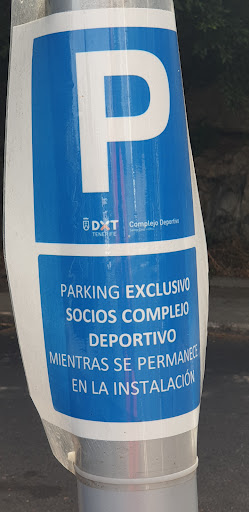 P
DXT Complejo Deportivo
TENERIFE
PARKING EXCLUSIVO
SOCIOS COMPLEJO
DEPORTIVO
MIENTRAS SE PERMANECE
EN LA INSTALACIÓN